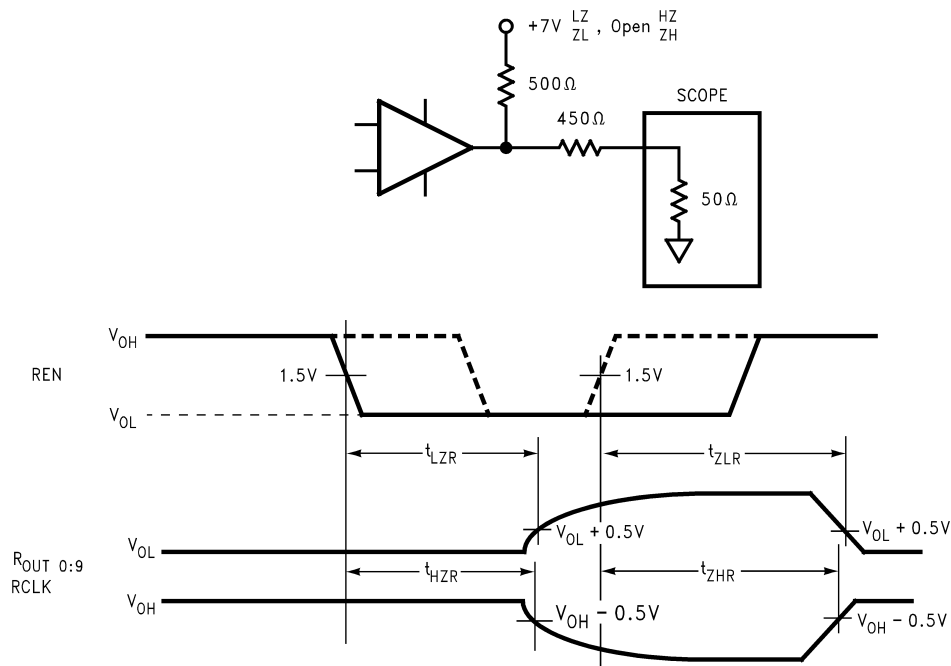 +7V LZ ZL , Open HZ ZH
500Ω
SCOPE
450Ω
50Ω
VOH
REN
1.5V
1.5V
VOL
tLZR
tZLR
VOL + 0.5V
VOL + 0.5V
VOL
ROUT 0:9
RCLK
tHZR
tZHR
VOH
VOH − 0.5V
VOH − 0.5V